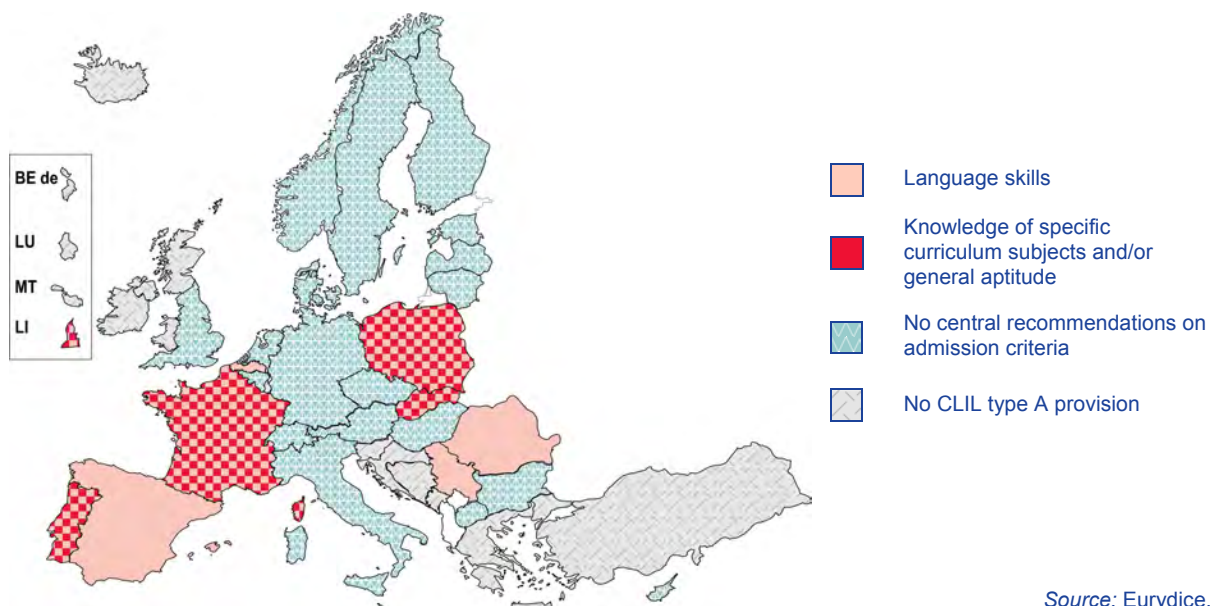 BE de
LU
MT
LI
Language skills
Knowledge of specific
curriculum subjects and/or
general aptitude
No central recommendations on
admission criteria
No CLIL type A provision
Source: Eurydice.